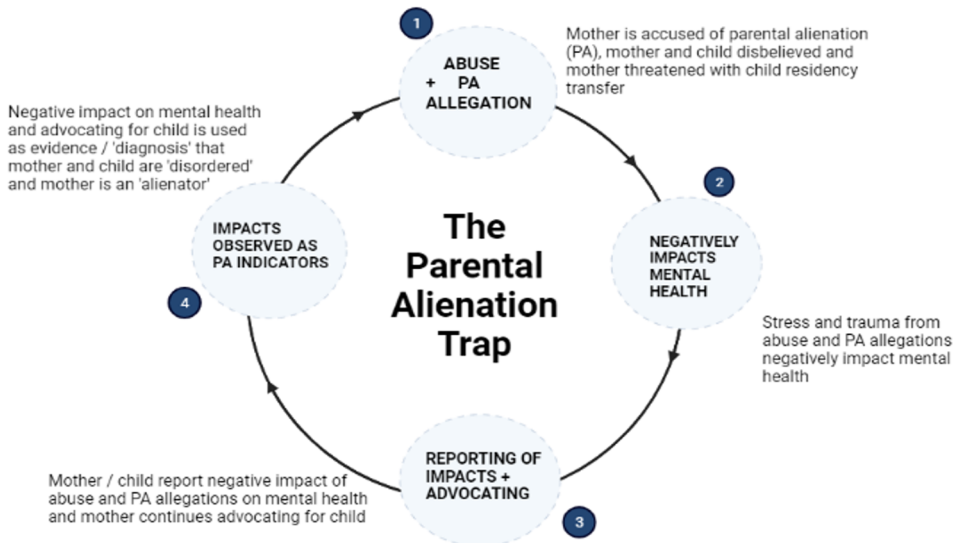 1
ABUSE
+ PA
ALLEGATION
Mother is accused of parental alienation
(PA), mother and child disbelieved and
mother threatened with child residency
transfer
2
NEGATIVELY
IMPACTS
MENTAL
HEALTH
Stress and trauma from
abuse and PA allegations
negatively impact mental
health
3
REPORTING OF
IMPACTS +
ADVOCATING
Mother / child report negative impact of
abuse and PA allegations on mental health
and mother continues advocating for child
4
IMPACTS
OBSERVED AS
PA INDICATORS
Negative impact on mental health
and advocating for child is used
as evidence / 'diagnosis' that
mother and child are 'disordered'
and mother is an 'alienator'
The
Parental
Alienation
Trap